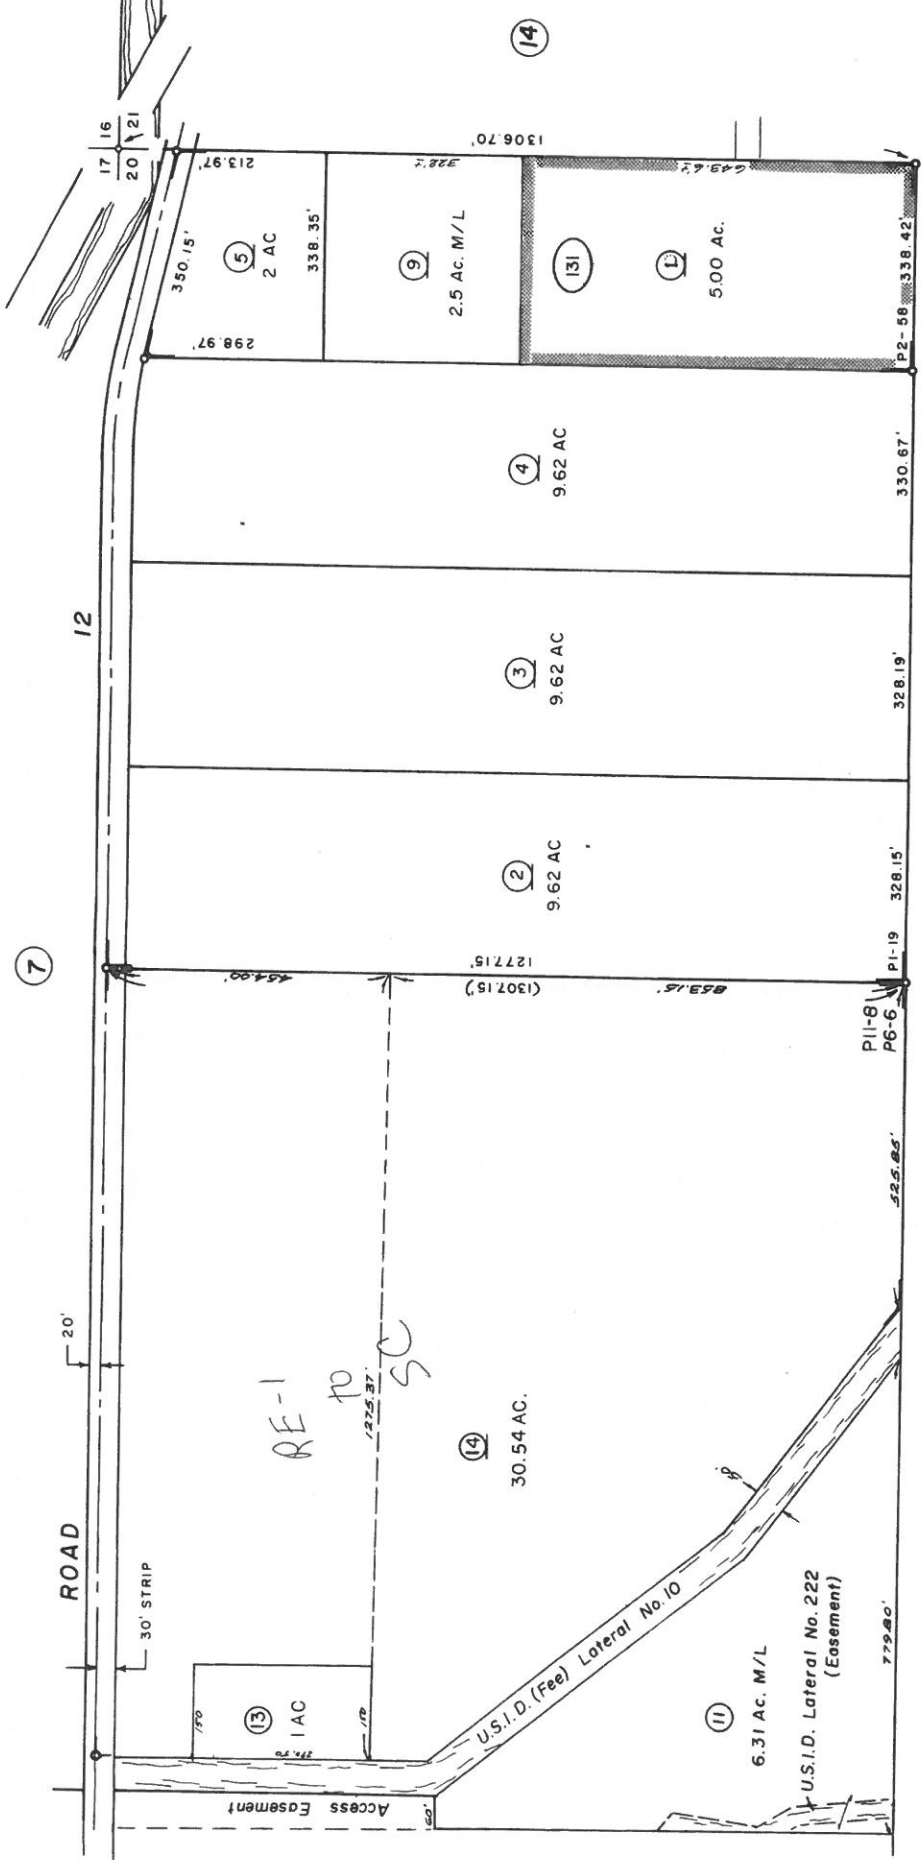 14
7
17 16
20 21
ROAD
12
20'
30' STRIP
350.15'
213.97'
298.97'
5
2 AC
338.35'
1306.70'
322'±
9
2.5 Ac. M/L
131
5.00 Ac.
P2-58
338.42'
4
9.62 AC
330.67'
3
9.62 AC
328.19'
2
9.62 AC
328.15'
P1-19
P11-8
P6-6
1277.15'
(1307.15')
454.00'
853.15'
525.85'
RE-1
to
SC
1275.37'
14
30.54 AC.
13
1 AC
150
150
Access Easement
60'
U.S.I.D. (Fee) Lateral No. 10
11
6.31 Ac. M/L
U.S.I.D. Lateral No. 222
(Easement)
779.80'